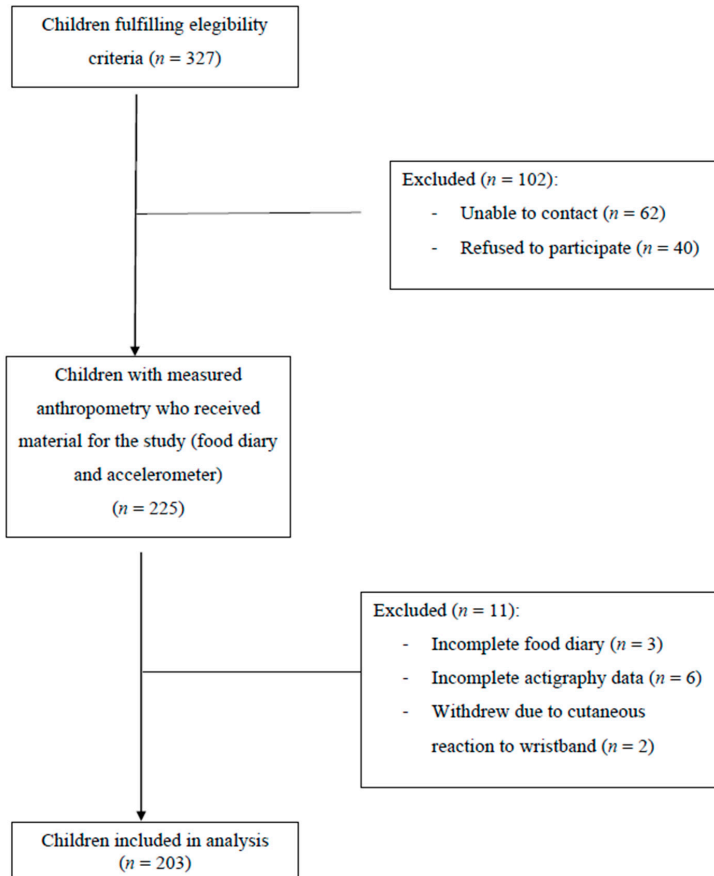 Children fulfilling elegibility
criteria (n = 327)
Excluded (n = 102):
- Unable to contact (n = 62)
- Refused to participate (n = 40)
Children with measured
anthropometry who received
material for the study (food diary
and accelerometer)
(n = 225)
Excluded (n = 11):
- Incomplete food diary (n = 3)
- Incomplete actigraphy data (n = 6)
- Withdrew due to cutaneous
reaction to wristband (n = 2)
Children included in analysis
(n = 203)